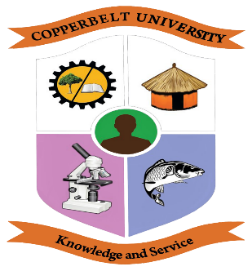 COPPERBELT UNIVERSITY
Knowledge and Service